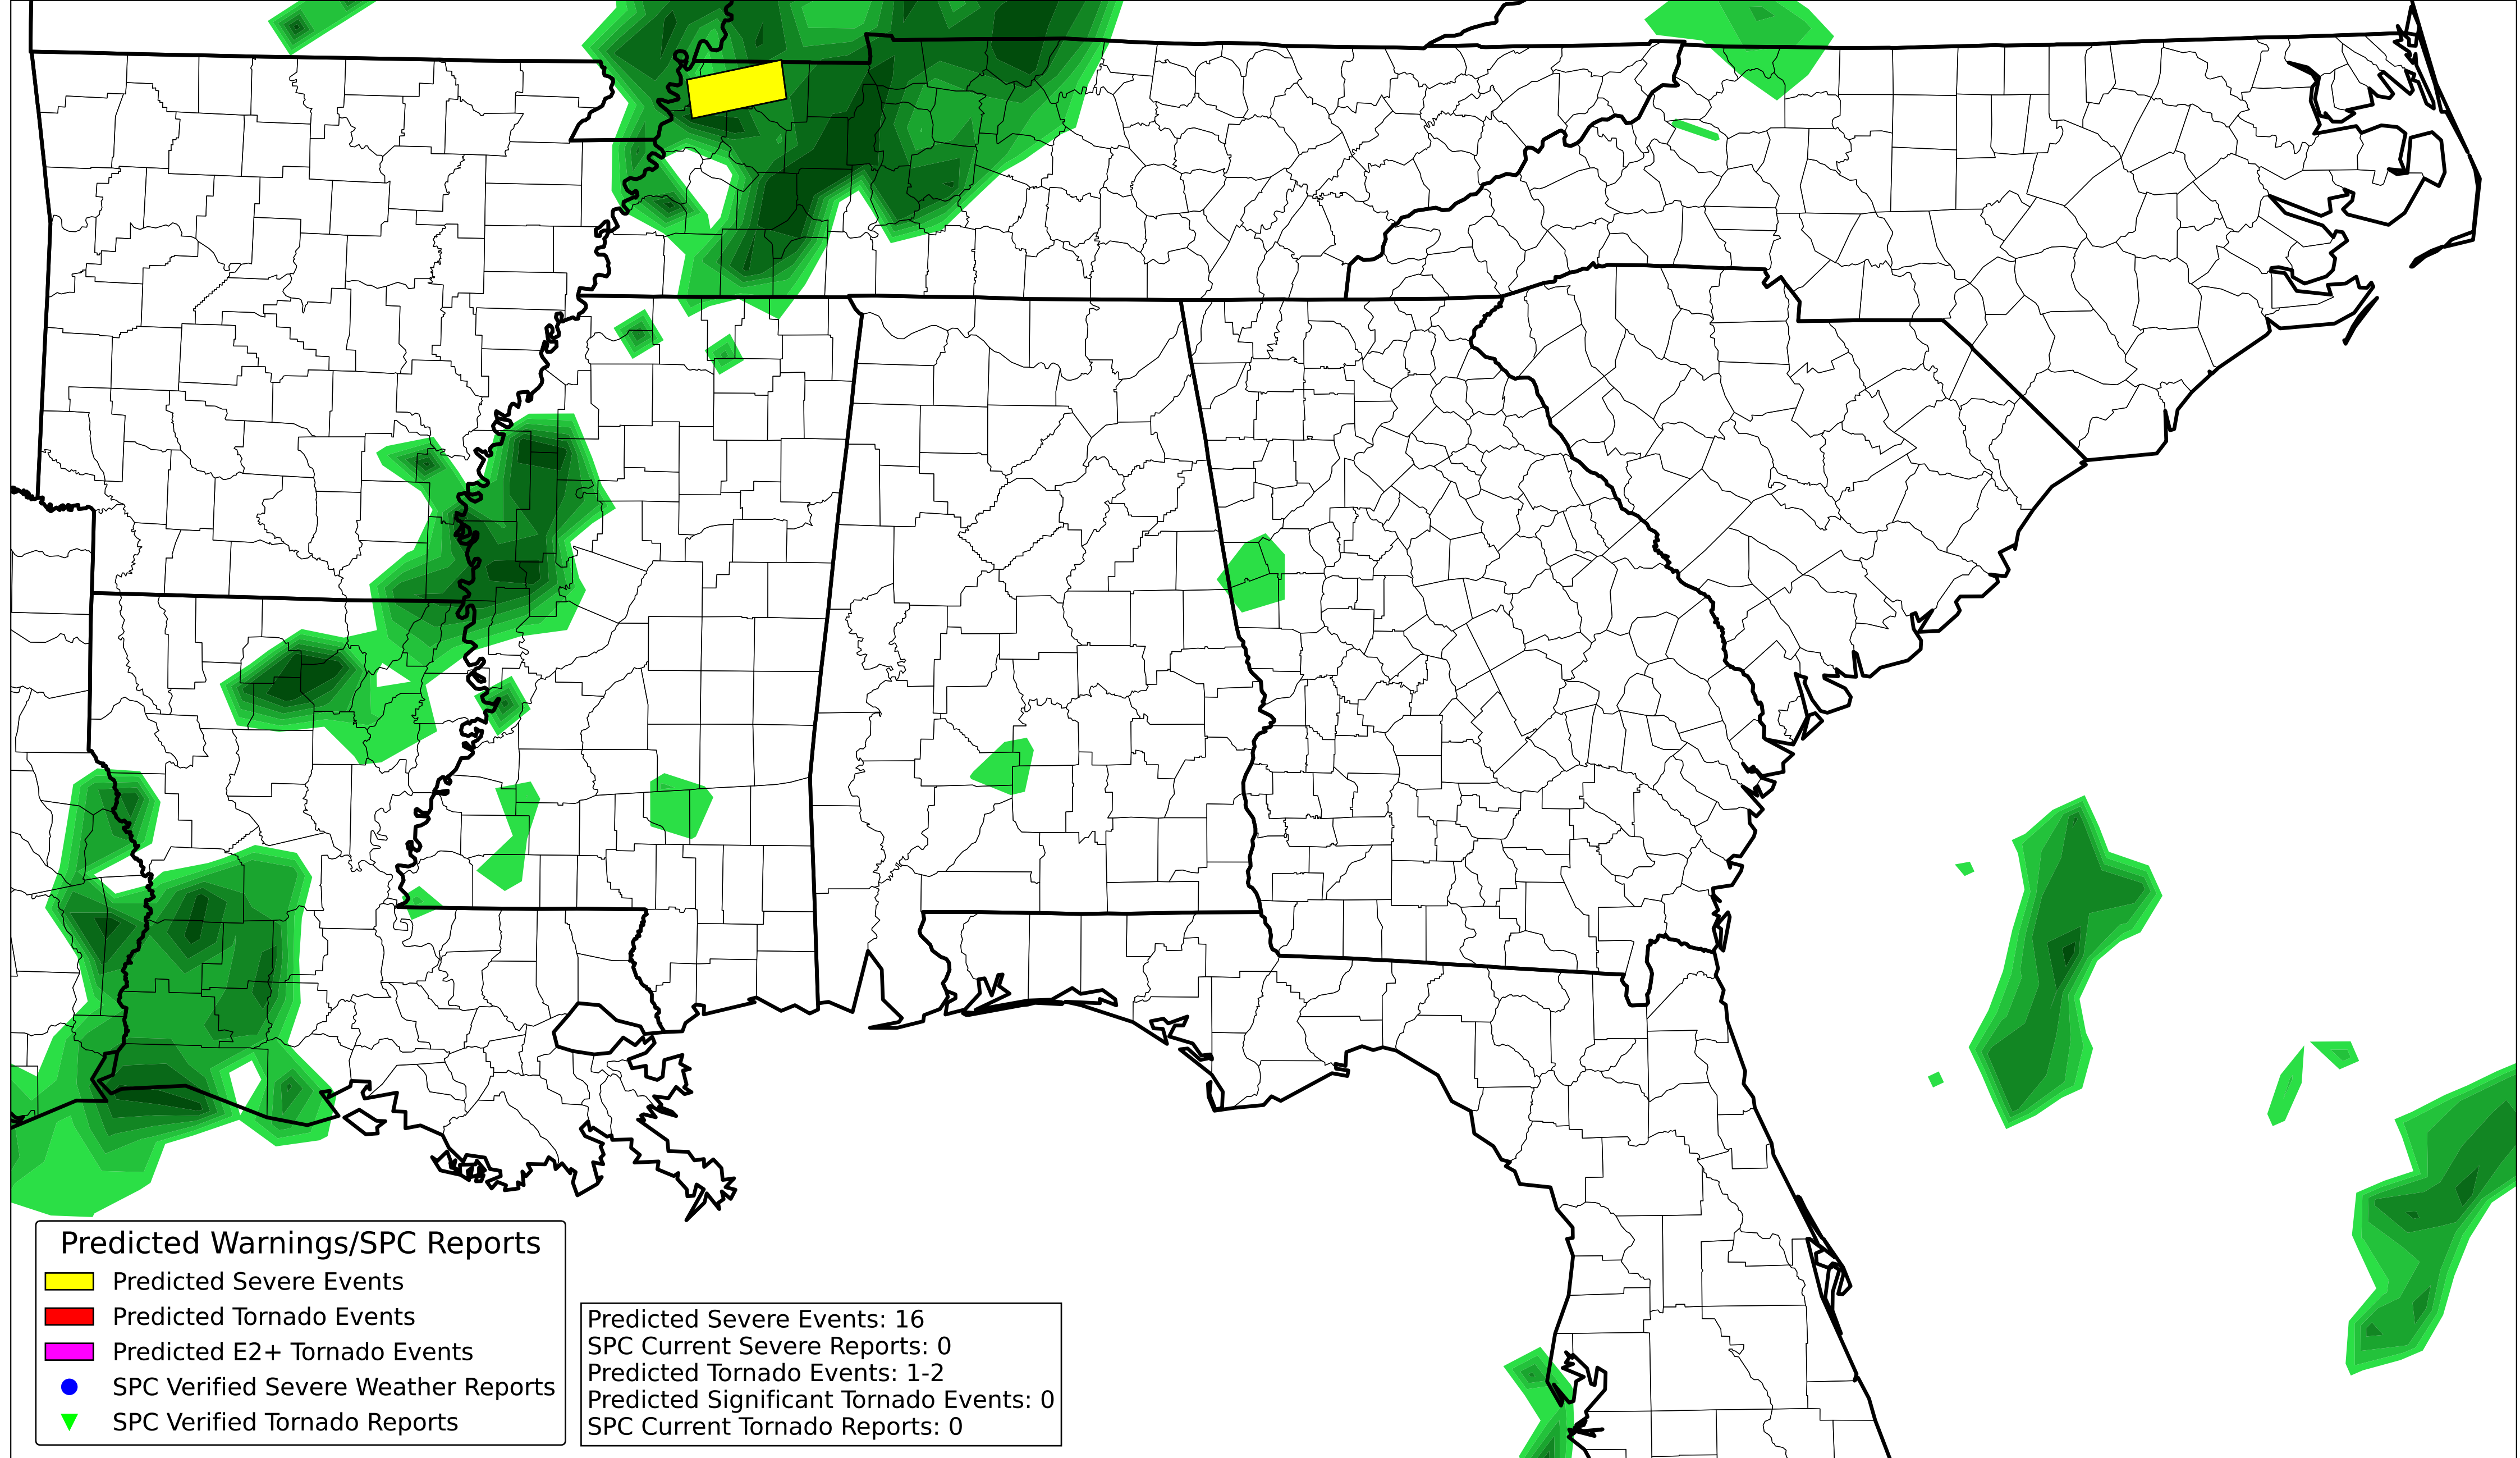 Predicted Warnings/SPC Reports
Predicted Severe Events
Predicted Tornado Events
Predicted E2+ Tornado Events
SPC Verified Severe Weather Reports
SPC Verified Tornado Reports
Predicted Severe Events: 16
SPC Current Severe Reports: 0
Predicted Tornado Events: 1-2
Predicted Significant Tornado Events: 0
SPC Current Tornado Reports: 0